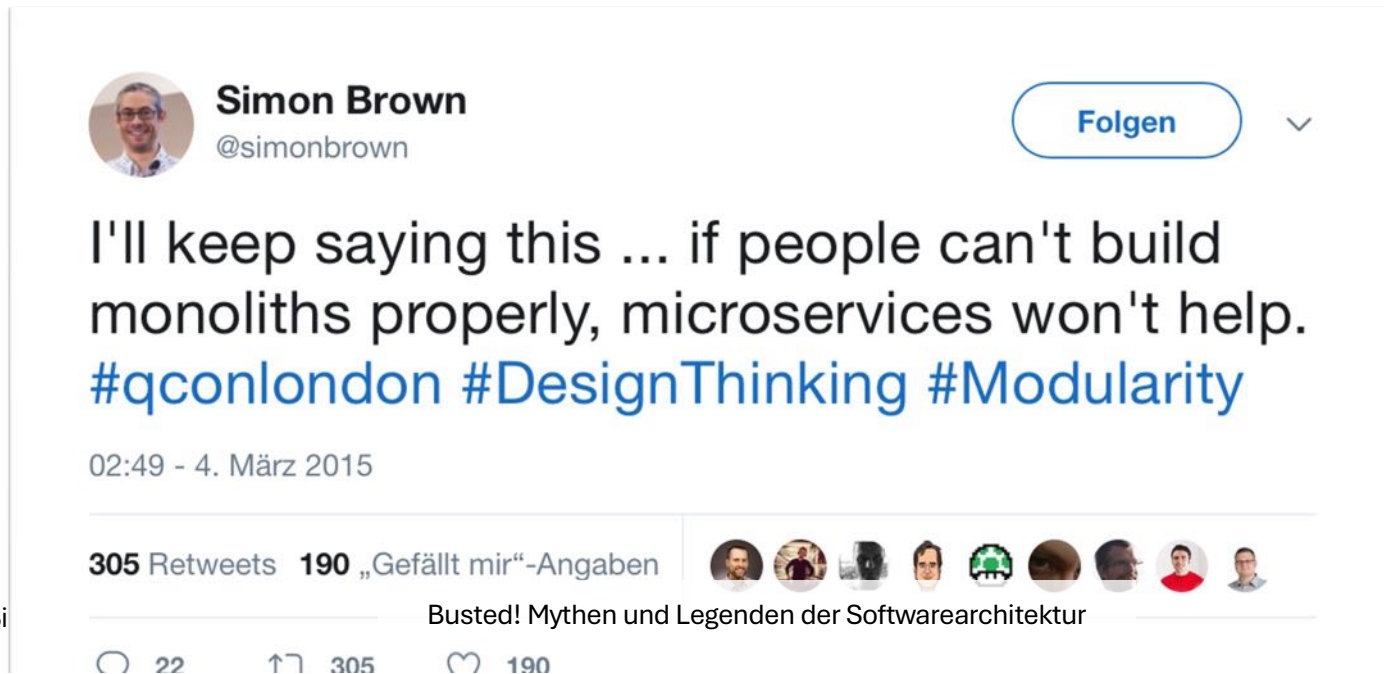 Simon Brown
@simonbrown
Folgen
I'll keep saying this ... if people can't build
monoliths properly, microservices won't help.
#qconlondon #DesignThinking #Modularity
02:49 - 4. März 2015
305 Retweets 190 „Gefällt mir“-Angaben
Busted! Mythen und Legenden der Softwarearchitektur
22 305 190